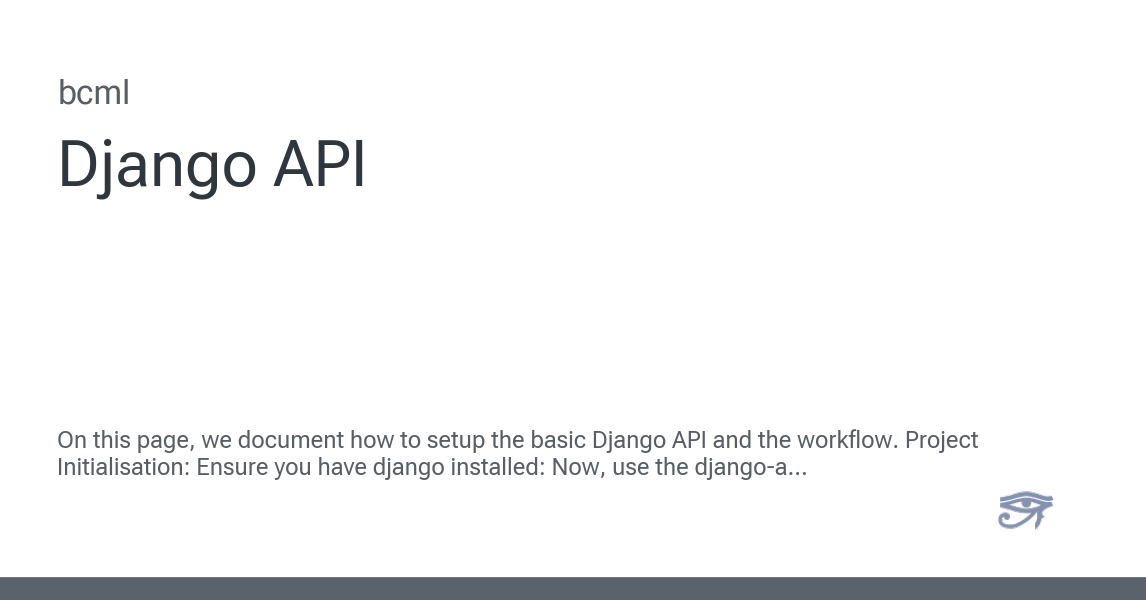 bcml
Django API
On this page, we document how to setup the basic Django API and the workflow. Project
Initialisation: Ensure you have django installed: Now, use the django-a...